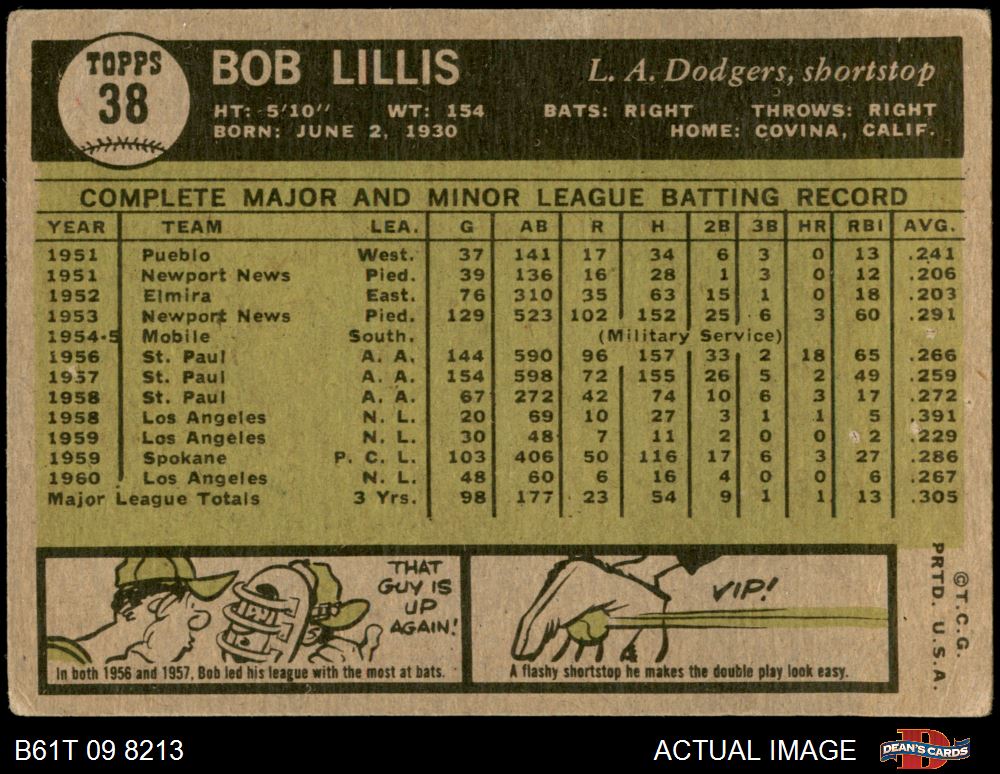 TOPPS
38
BOB LILLIS
L. A. Dodgers, shortstop
HT: 5'10'' WT: 154 BATS: RIGHT THROWS: RIGHT
BORN: JUNE 2, 1930 HOME: COVINA, CALIF.
COMPLETE MAJOR AND MINOR LEAGUE BATTING RECORD
YEAR TEAM LEA. G AB R H 2B 3B HR RBI AVG.
1951 Pueblo West. 37 141 17 34 6 3 0 13 .241
1951 Newport News Pied. 39 136 16 28 1 3 0 12 .206
1952 Elmira East. 76 310 35 63 15 1 0 18 .203
1953 Newport News Pied. 129 523 102 152 25 6 3 60 .291
1954-5 Mobile South. (Military Service)
1956 St. Paul A. A. 144 590 96 157 33 2 18 65 .266
1957 St. Paul A. A. 154 598 72 155 26 5 2 49 .259
1958 St. Paul A. A. 67 272 42 74 10 6 3 17 .272
1958 Los Angeles N. L. 20 69 10 27 3 1 1 5 .391
1959 Los Angeles N. L. 30 48 7 11 2 0 0 2 .229
1959 Spokane P. C. L. 103 406 50 116 17 6 3 27 .286
1960 Los Angeles N. L. 48 60 6 16 4 0 0 6 .267
Major League Totals 3 Yrs. 98 177 23 54 9 1 1 13 .305
THAT
GUY IS
UP
AGAIN!
In both 1956 and 1957, Bob led his league with the most at bats.
VIP!
A flashy shortstop he makes the double play look easy.
©T.C.G.
PRTD. U.S.A.
B61T 09 8213
ACTUAL IMAGE
DEAN'S CARDS